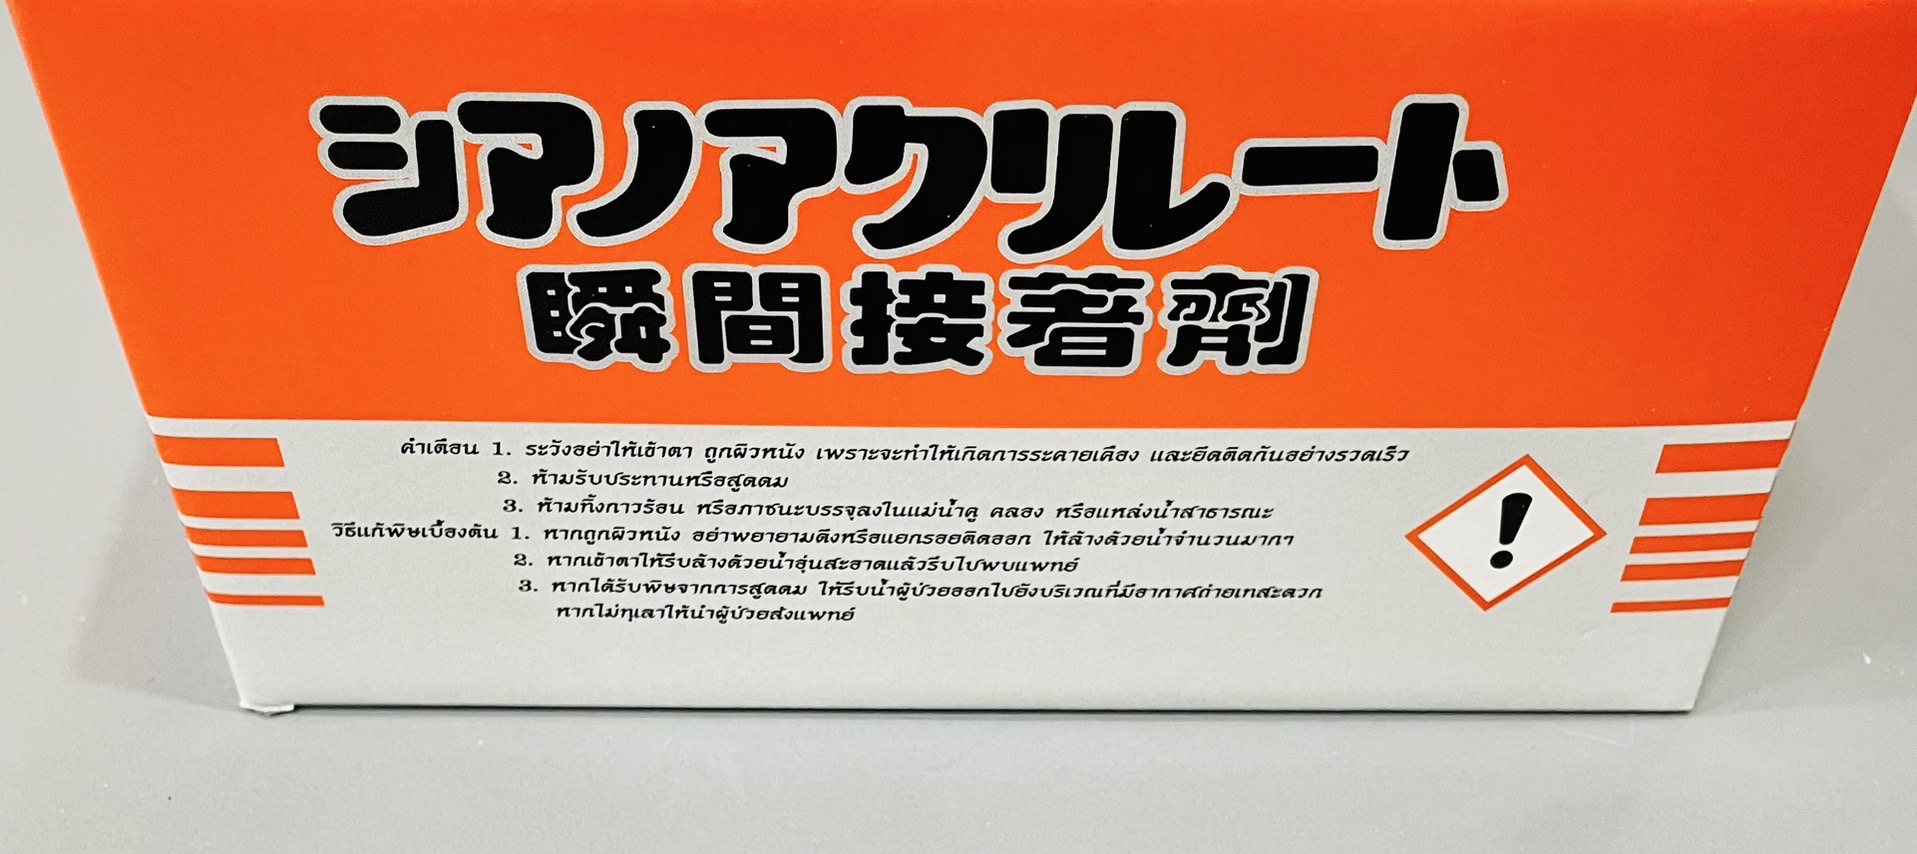 シアノアクリルート
瞬間接着剤
คำเตือน 1. ระวังอย่าให้เข้าตา ถูกผิวหนัง เพราะจะทำให้เกิดการระคายเคือง และยึดติดกันอย่างรวดเร็ว
2. ห้ามรับประทานหรือสูดดม
3. ห้ามทิ้งกาวร้อน หรือภาชนะบรรจุลงในแม่น้ำคู คลอง หรือแหล่งน้ำสาธารณะ
วิธีแก้พิษเบื้องต้น 1. หากถูกผิวหนัง อย่าพยายามดึงหรือแยกรอยติดออก ให้ล้างด้วยน้ำจำนวนมากๆ
2. หากเข้าตาให้รีบล้างด้วยน้ำอุ่นสะอาดแล้วรีบไปพบแพทย์
3. หากได้รับพิษจากการสูดดม ให้รีบนำผู้ป่วยออกไปยังบริเวณที่มีอากาศถ่ายเทสะดวก
หากไม่ทุเลาให้นำผู้ป่วยส่งแพทย์